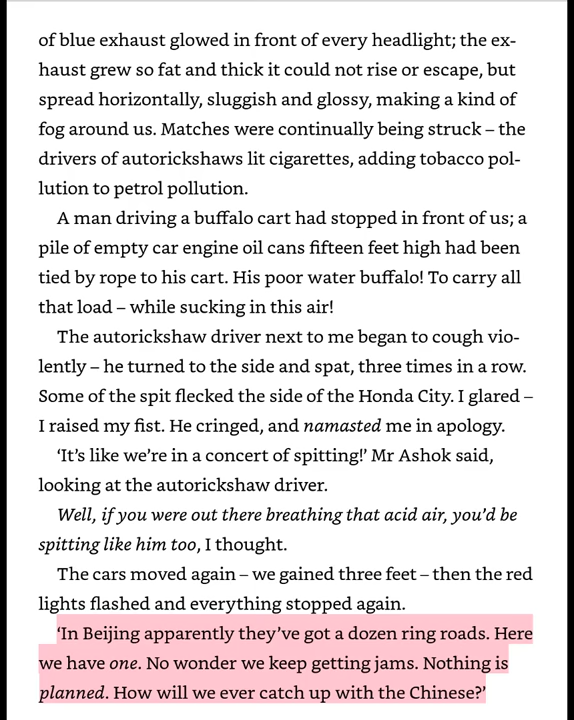 of blue exhaust glowed in front of every headlight; the ex-
haust grew so fat and thick it could not rise or escape, but
spread horizontally, sluggish and glossy, making a kind of
fog around us. Matches were continually being struck – the
drivers of autorickshaws lit cigarettes, adding tobacco pol-
lution to petrol pollution.
A man driving a buffalo cart had stopped in front of us; a
pile of empty car engine oil cans fifteen feet high had been
tied by rope to his cart. His poor water buffalo! To carry all
that load – while sucking in this air!
The autorickshaw driver next to me began to cough vio-
lently – he turned to the side and spat, three times in a row.
Some of the spit flecked the side of the Honda City. I glared –
I raised my fist. He cringed, and namasted me in apology.
‘It’s like we’re in a concert of spitting!’ Mr Ashok said,
looking at the autorickshaw driver.
Well, if you were out there breathing that acid air, you’d be
spitting like him too, I thought.
The cars moved again – we gained three feet – then the red
lights flashed and everything stopped again.
‘In Beijing apparently they’ve got a dozen ring roads. Here
we have one. No wonder we keep getting jams. Nothing is
planned. How will we ever catch up with the Chinese?’